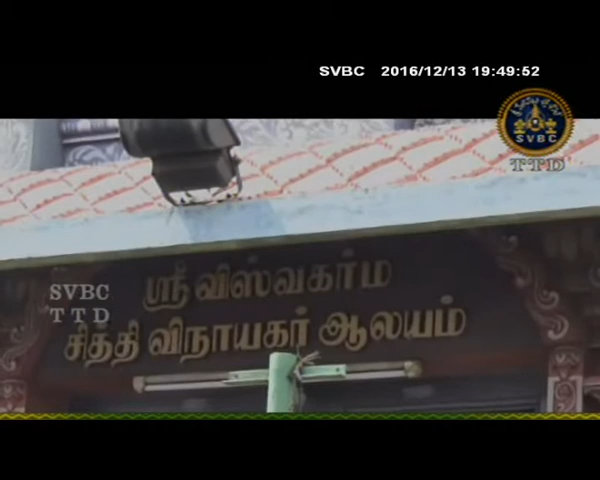 SVBC 2016/12/13 19:49:52
SVBC
TTD
SVBC
TTD
ஸ்ரீ விஸ்வகர்ம
சித்தி விநாயகர் ஆலயம்